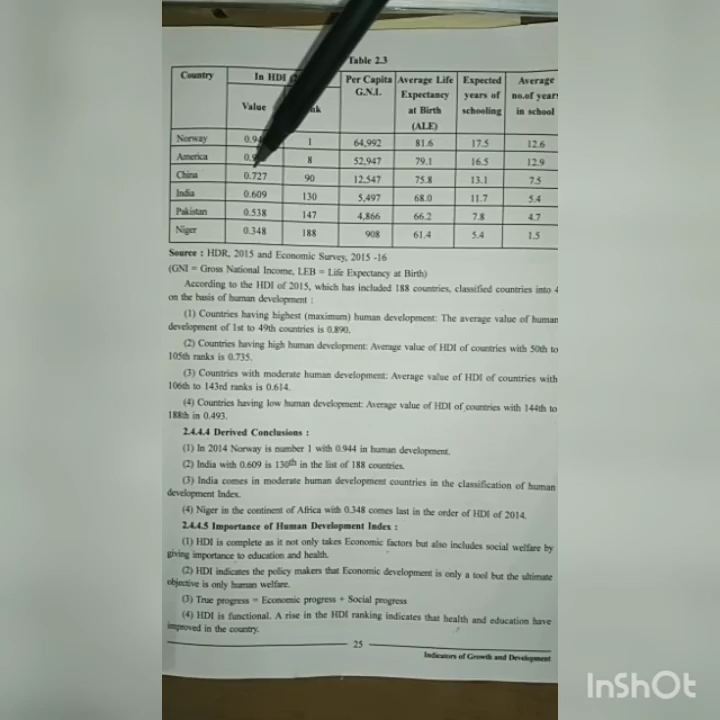 Table 2.3
Country In HDI Per Capita Average Life Expected Average
G.N.I. Expectancy years of no.of years
Value at Birth schooling in school
(ALE)
Norway 1 64,992 81.6 17.5 12.6
America 8 52,947 79.1 16.5 12.9
China 0.727 90 12,547 75.8 13.1 7.5
India 0.609 130 5,497 68.0 11.7 5.4
Pakistan 0.538 147 4,866 66.2 7.8 4.7
Niger 0.348 188 908 61.4 5.4 1.5
Source : HDR, 2015 and Economic Survey, 2015 -16
(GNI = Gross National Income, LEB = Life Expectancy at Birth)
According to the HDI of 2015, which has included 188 countries, classified countries into 4
on the basis of human development :
(1) Countries having highest (maximum) human development: The average value of human
development of 1st to 49th countries is 0.890.
(2) Countries having high human development: Average value of HDI of countries with 50th to
105th ranks is 0.735.
(3) Countries with moderate human development: Average value of HDI of countries with
106th to 143rd ranks is 0.614.
(4) Countries having low human development: Average value of HDI of countries with 144th to
188th in 0.493.
2.4.4.4 Derived Conclusions :
(1) In 2014 Norway is number 1 with 0.944 in human development.
(2) India with 0.609 is 130th in the list of 188 countries.
(3) India comes in moderate human development countries in the classification of human
development Index.
(4) Niger in the continent of Africa with 0.348 comes last in the order of HDI of 2014.
2.4.4.5 Importance of Human Development Index :
(1) HDI is complete as it not only takes Economic factors but also includes social welfare by
giving importance to education and health.
(2) HDI indicates the policy makers that Economic development is only a tool but the ultimate
objective is only human welfare.
(3) True progress = Economic progress + Social progress
(4) HDI is functional. A rise in the HDI ranking indicates that health and education have
improved in the country.
25
Indicators of Growth and Development
InShOt